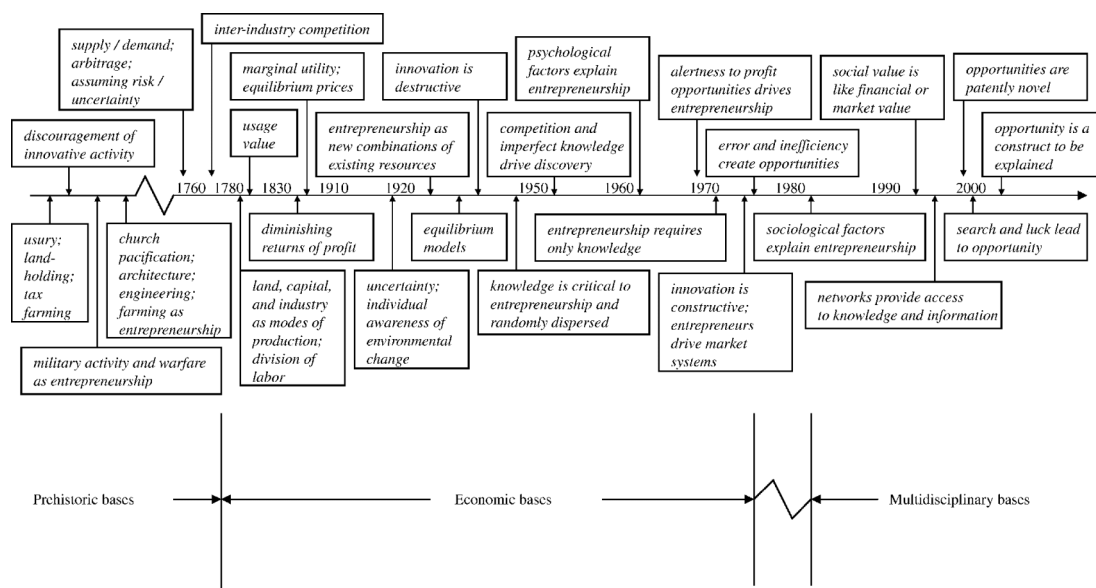 inter-industry competition
supply / demand;
arbitrage;
assuming risk /
uncertainty
marginal utility;
equilibrium prices
innovation is
destructive
psychological
factors explain
entrepreneurship
alertness to profit
opportunities drives
entrepreneurship
social value is
like financial or
market value
opportunities are
patently novel
discouragement of
innovative activity
usage
value
entrepreneurship as
new combinations of
existing resources
competition and
imperfect knowledge
drive discovery
error and inefficiency
create opportunities
opportunity is a
construct to be
explained
1760 1780 1830 1910 1920 1950 1960 1970 1980 1990 2000
usury;
land-
holding;
tax
farming
church
pacification;
architecture;
engineering;
farming as
entrepreneurship
diminishing
returns of profit
equilibrium
models
entrepreneurship requires
only knowledge
sociological factors
explain entrepreneurship
search and luck lead
to opportunity
military activity and warfare
as entrepreneurship
land, capital,
and industry
as modes of
production;
division of
labor
uncertainty;
individual
awareness of
environmental
change
knowledge is critical to
entrepreneurship and
randomly dispersed
innovation is
constructive;
entrepreneurs
drive market
systems
networks provide access
to knowledge and information
Prehistoric bases
Economic bases
Multidisciplinary bases